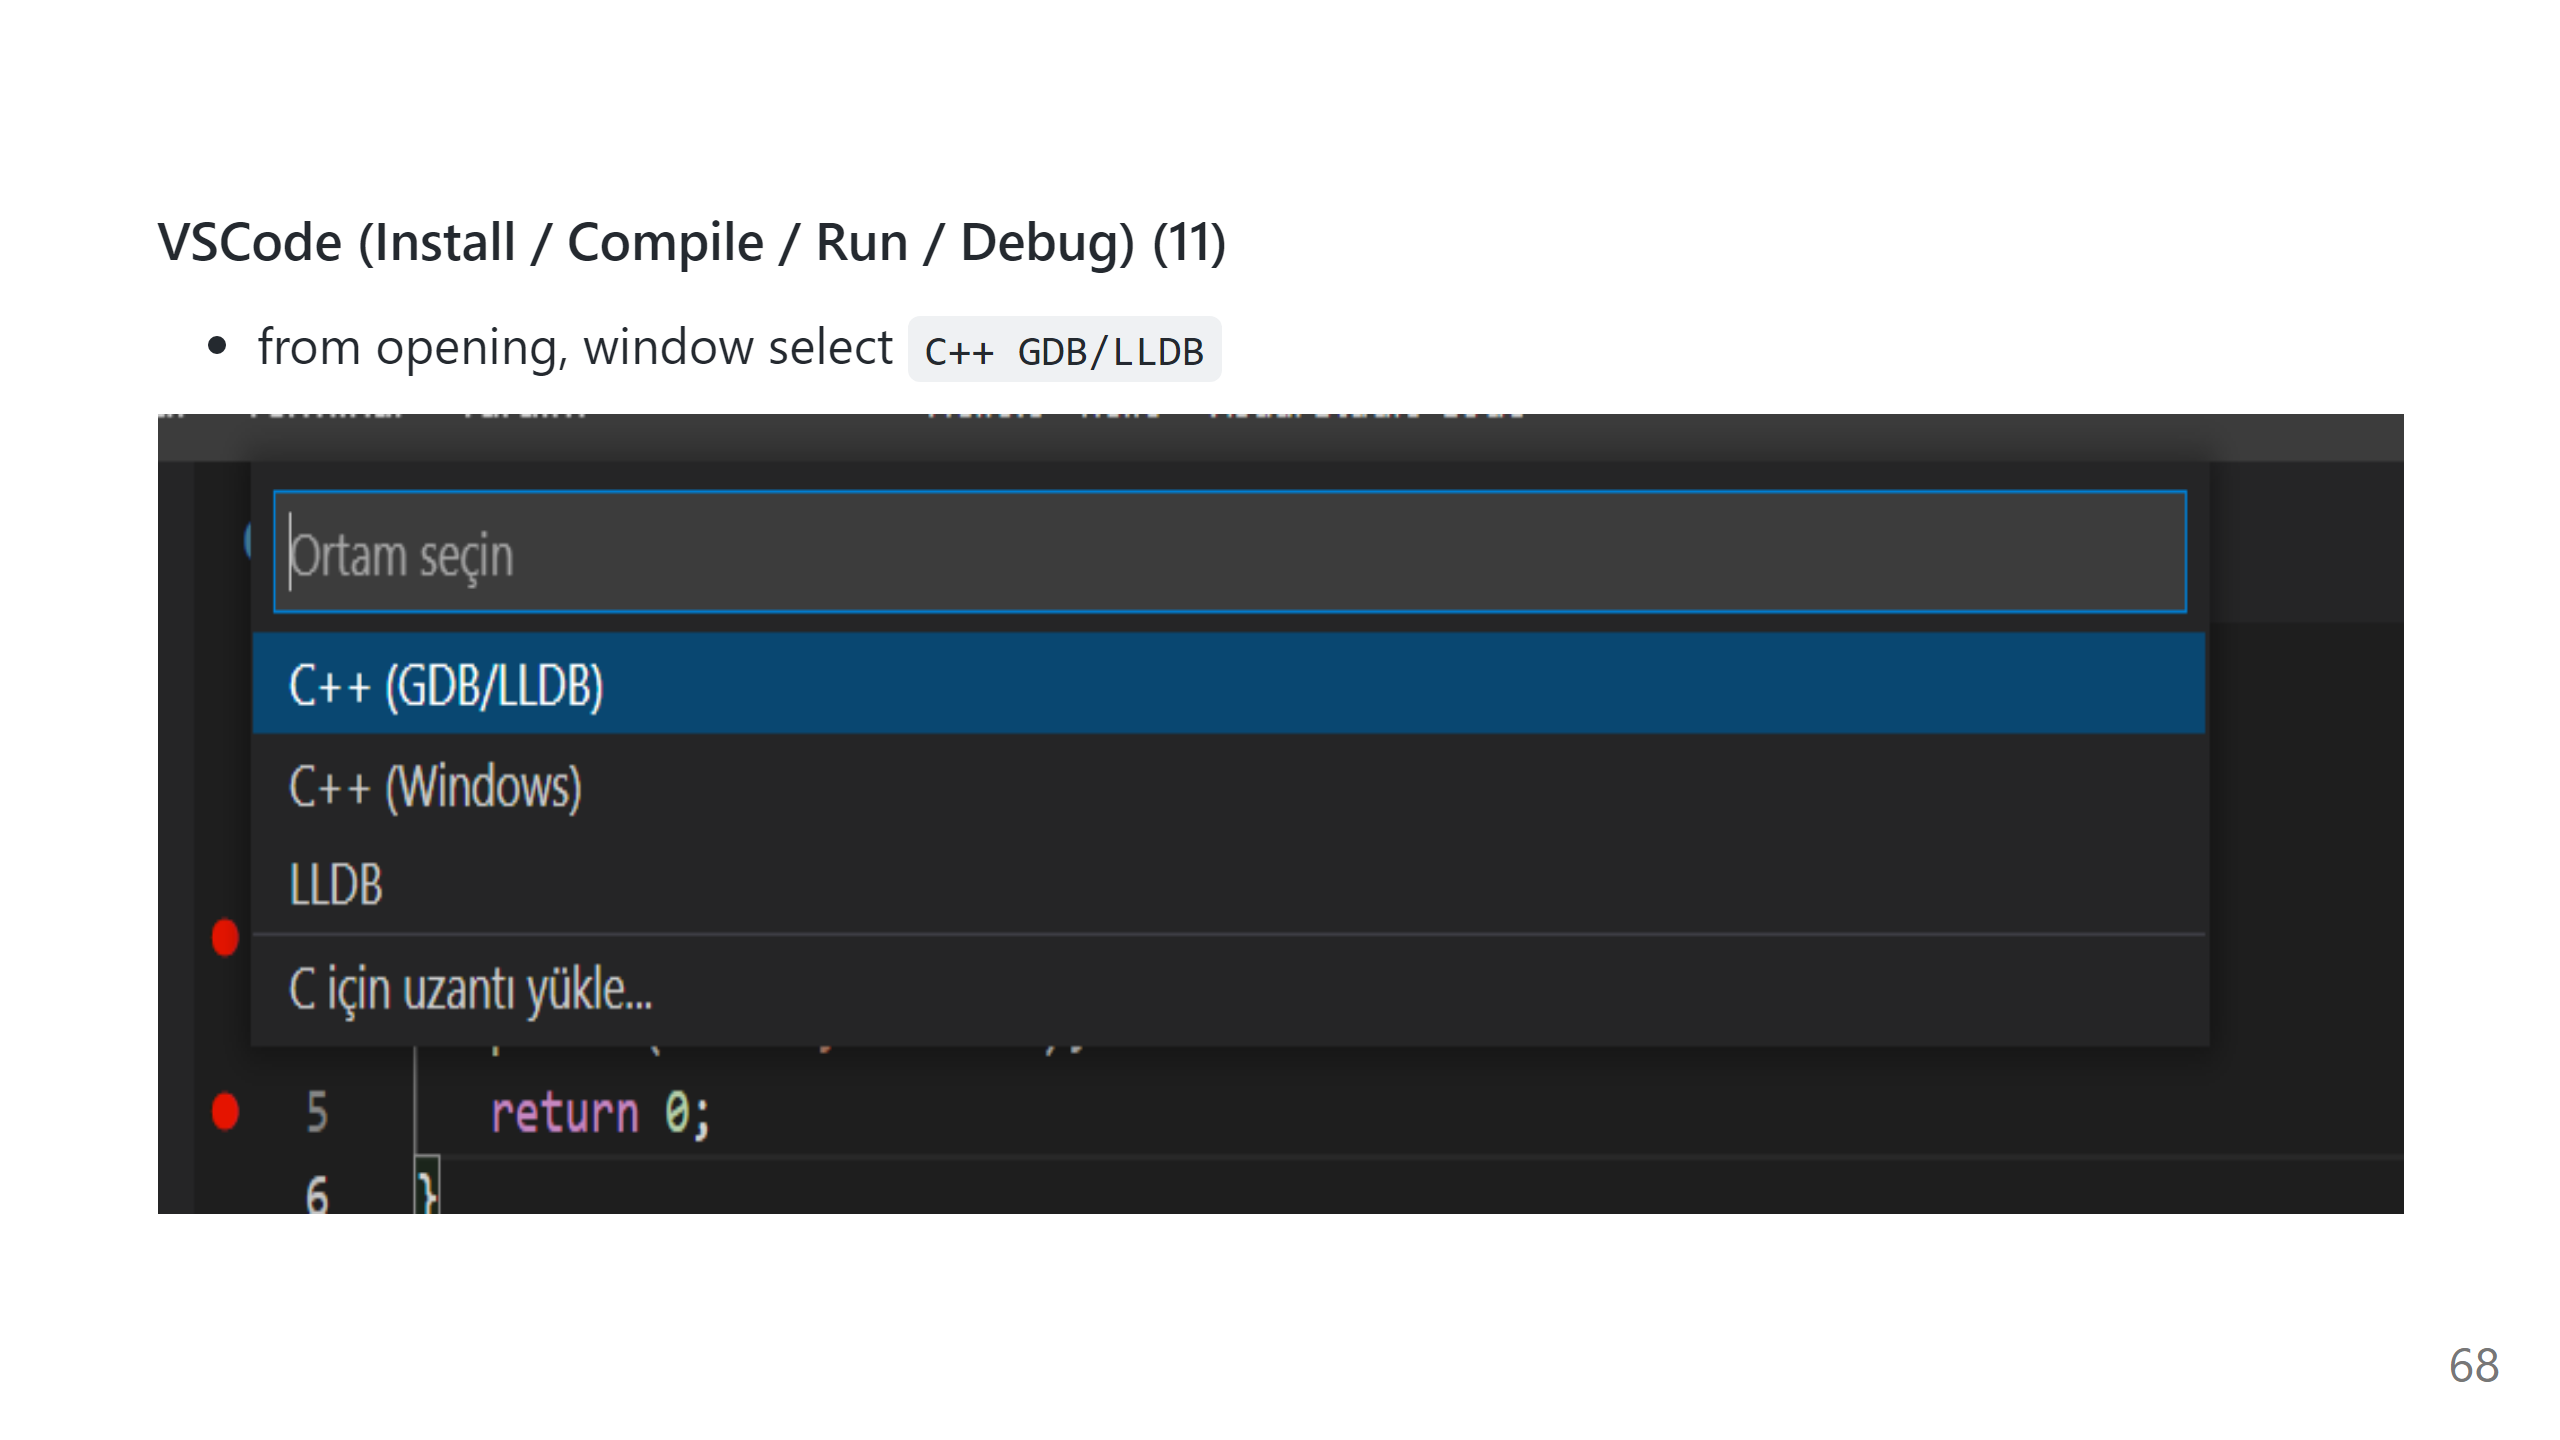 VSCode (Install / Compile / Run / Debug) (11)
• from opening, window select C++ GDB/LLDB
Ortam seçin
C++ (GDB/LLDB)
C++ (Windows)
LLDB
C için uzantı yükle...
5 return 0;
6 }
68